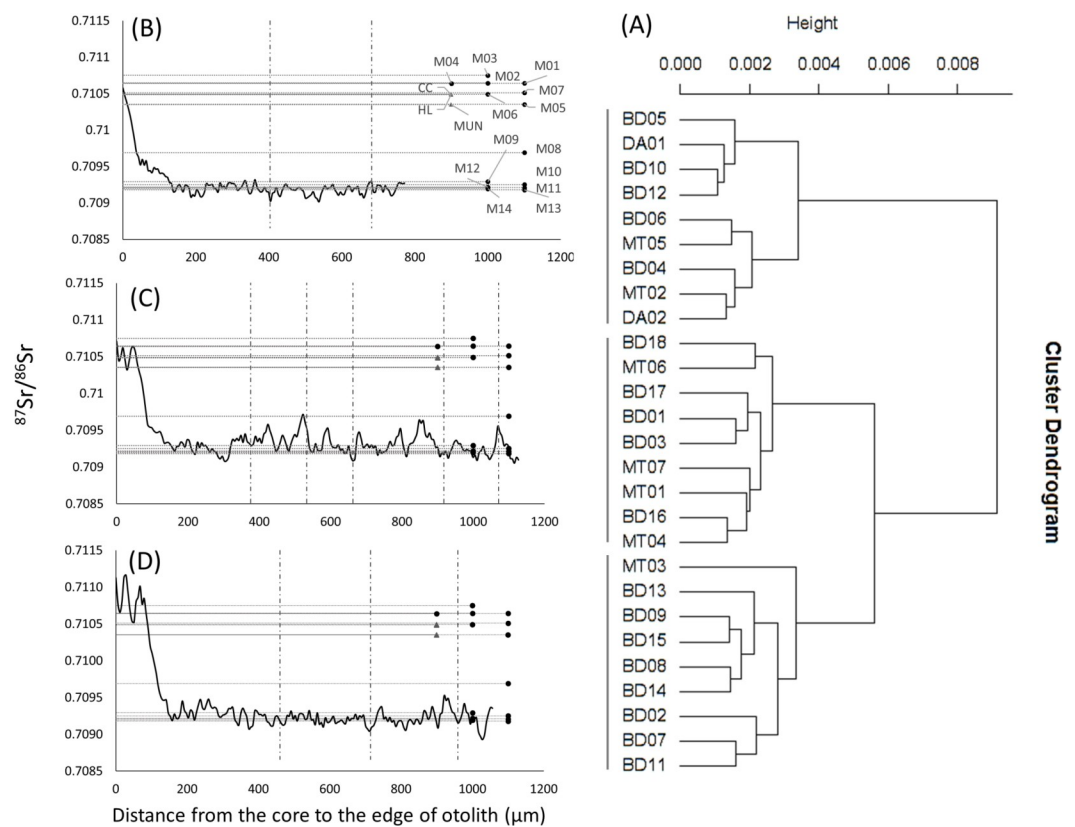 (B)
⁸⁷Sr/⁸⁶Sr
0.7115
0.711
0.7105
0.71
0.7095
0.709
0.7085
0 200 400 600 800 1000 1200
M04
M03
M01
M02
CC
M07
HL
M06
M05
MUN
M09
M08
M12
M10
M11
M14
M13
(C)
0.7115
0.711
0.7105
0.71
0.7095
0.709
0.7085
0 200 400 600 800 1000 1200
(D)
0.7115
0.7110
0.7105
0.7100
0.7095
0.7090
0.7085
0 200 400 600 800 1000 1200
Distance from the core to the edge of otolith (µm)
(A)
Height
0.000 0.002 0.004 0.006 0.008
BD05
DA01
BD10
BD12
BD06
MT05
BD04
MT02
DA02
BD18
MT06
BD17
BD01
BD03
MT07
MT01
BD16
MT04
MT03
BD13
BD09
BD15
BD08
BD14
BD02
BD07
BD11
Cluster Dendrogram